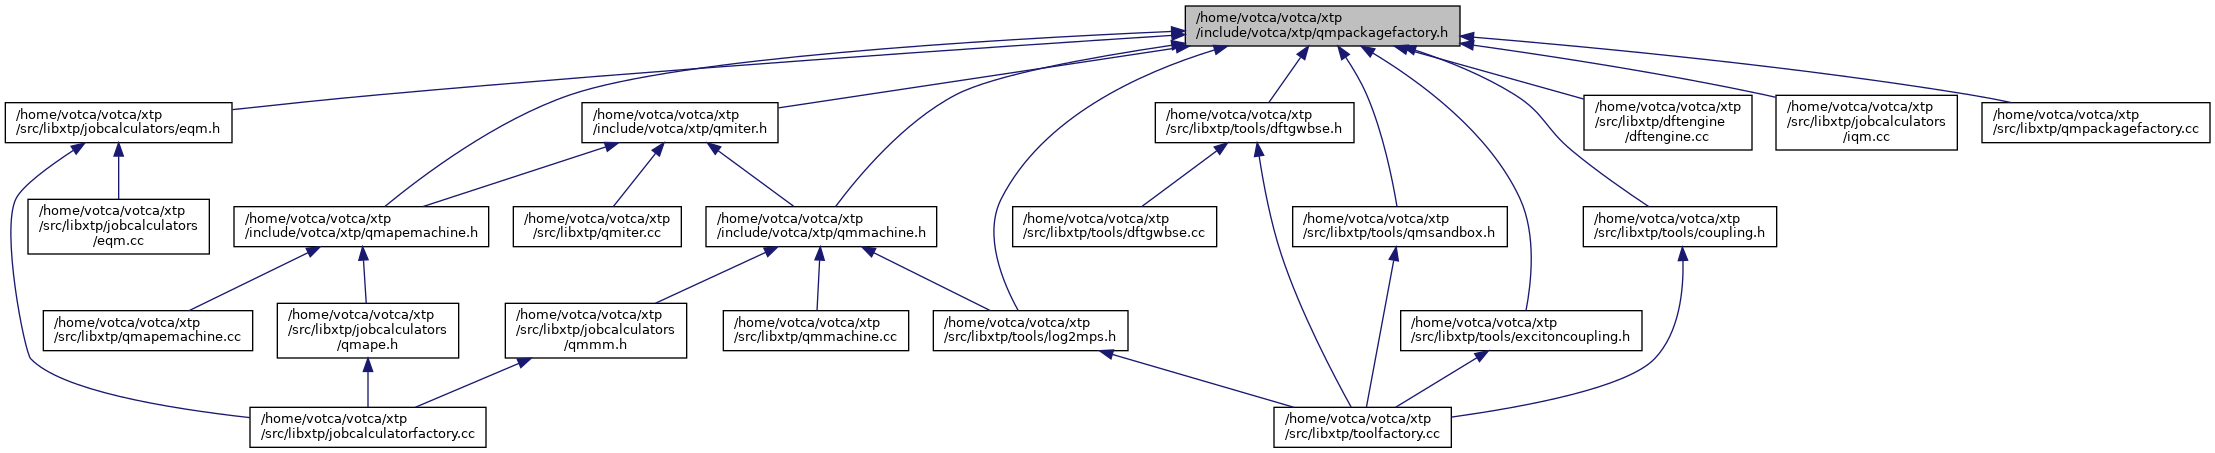 /home/votca/votca/xtp
/include/votca/xtp/qmpackagefactory.h
/home/votca/votca/xtp
/src/libxtp/jobcalculators/eqm.h
/home/votca/votca/xtp
/include/votca/xtp/qmiter.h
/home/votca/votca/xtp
/src/libxtp/tools/dftgwbse.h
/home/votca/votca/xtp
/src/libxtp/dftengine
/dftengine.cc
/home/votca/votca/xtp
/src/libxtp/jobcalculators
/iqm.cc
/home/votca/votca/xtp
/src/libxtp/qmpackagefactory.cc
/home/votca/votca/xtp
/src/libxtp/jobcalculators
/eqm.cc
/home/votca/votca/xtp
/include/votca/xtp/qmapemachine.h
/home/votca/votca/xtp
/src/libxtp/qmiter.cc
/home/votca/votca/xtp
/include/votca/xtp/qmmachine.h
/home/votca/votca/xtp
/src/libxtp/tools/dftgwbse.cc
/home/votca/votca/xtp
/src/libxtp/tools/qmsandbox.h
/home/votca/votca/xtp
/src/libxtp/tools/coupling.h
/home/votca/votca/xtp
/src/libxtp/qmapemachine.cc
/home/votca/votca/xtp
/src/libxtp/jobcalculators
/qmape.h
/home/votca/votca/xtp
/src/libxtp/jobcalculators
/qmmm.h
/home/votca/votca/xtp
/src/libxtp/qmmachine.cc
/home/votca/votca/xtp
/src/libxtp/tools/log2mps.h
/home/votca/votca/xtp
/src/libxtp/tools/excitoncoupling.h
/home/votca/votca/xtp
/src/libxtp/jobcalculatorfactory.cc
/home/votca/votca/xtp
/src/libxtp/toolfactory.cc